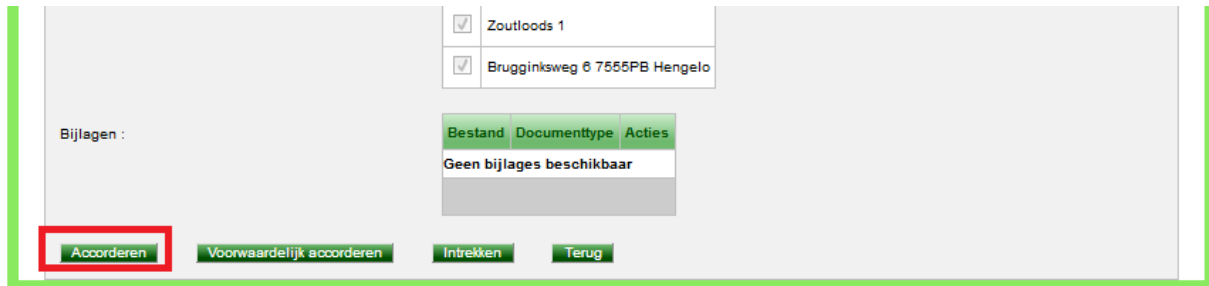 Zoutloods 1
Brugginksweg 6 7555PB Hengelo
Bijlagen :
Bestand Documenttype Acties
Geen bijlages beschikbaar
Accorderen Voorwaardelijk accorderen Intrekken Terug